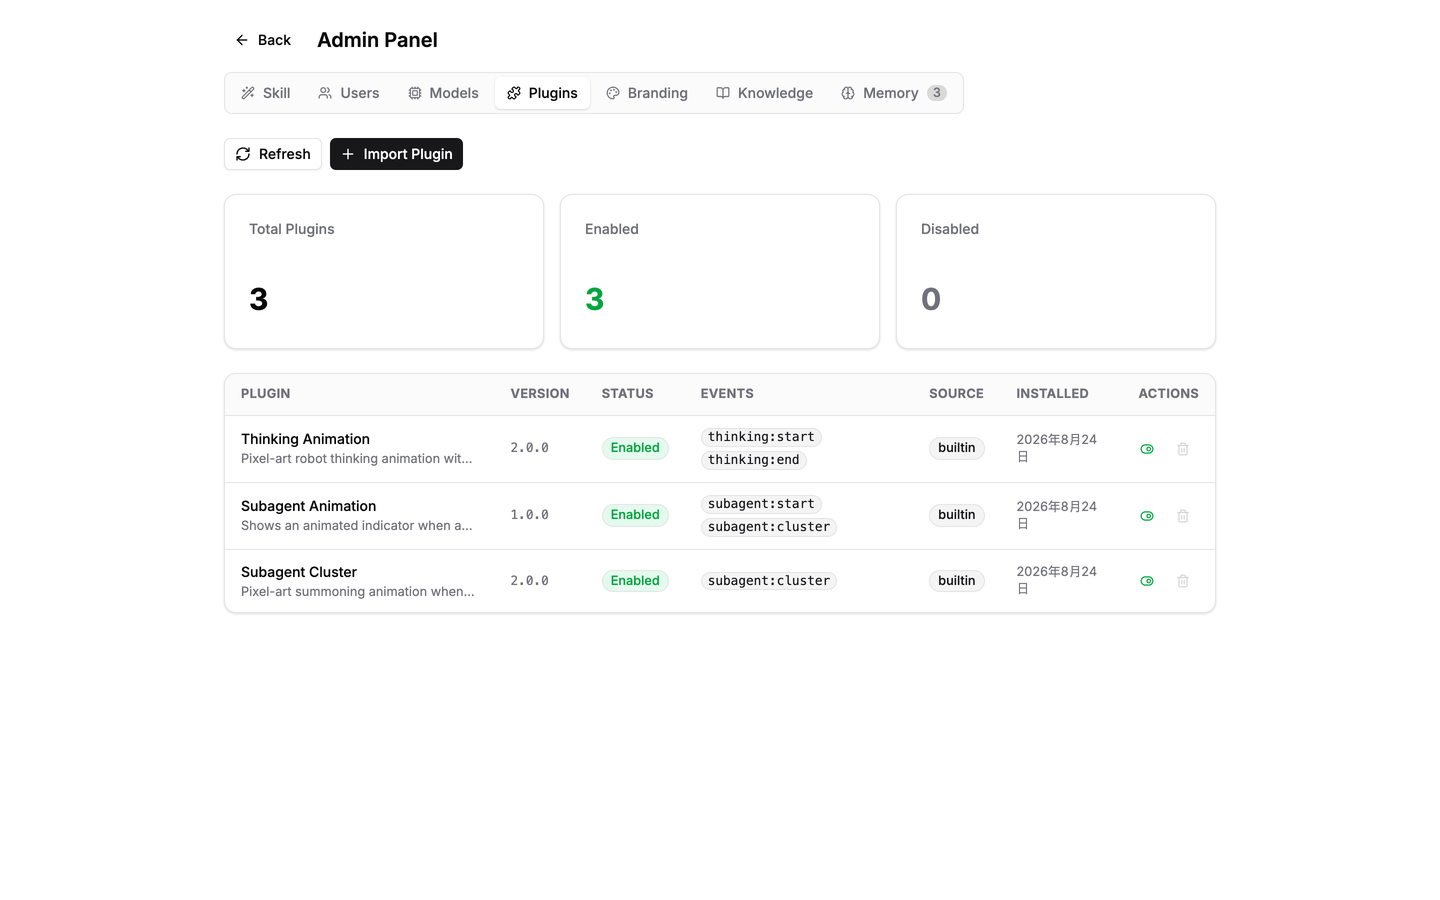 Back
Admin Panel
Skill
Users
Models
Plugins
Branding
Knowledge
Memory 3
Refresh
Import Plugin
Total Plugins
3
Enabled
3
Disabled
0
PLUGIN VERSION STATUS EVENTS SOURCE INSTALLED ACTIONS
Thinking Animation
Pixel-art robot thinking animation wit...
2.0.0
Enabled
thinking:start
thinking:end
builtin
2026年8月24
日
Subagent Animation
Shows an animated indicator when a...
1.0.0
Enabled
subagent:start
subagent:cluster
builtin
2026年8月24
日
Subagent Cluster
Pixel-art summoning animation when...
2.0.0
Enabled
subagent:cluster
builtin
2026年8月24
日